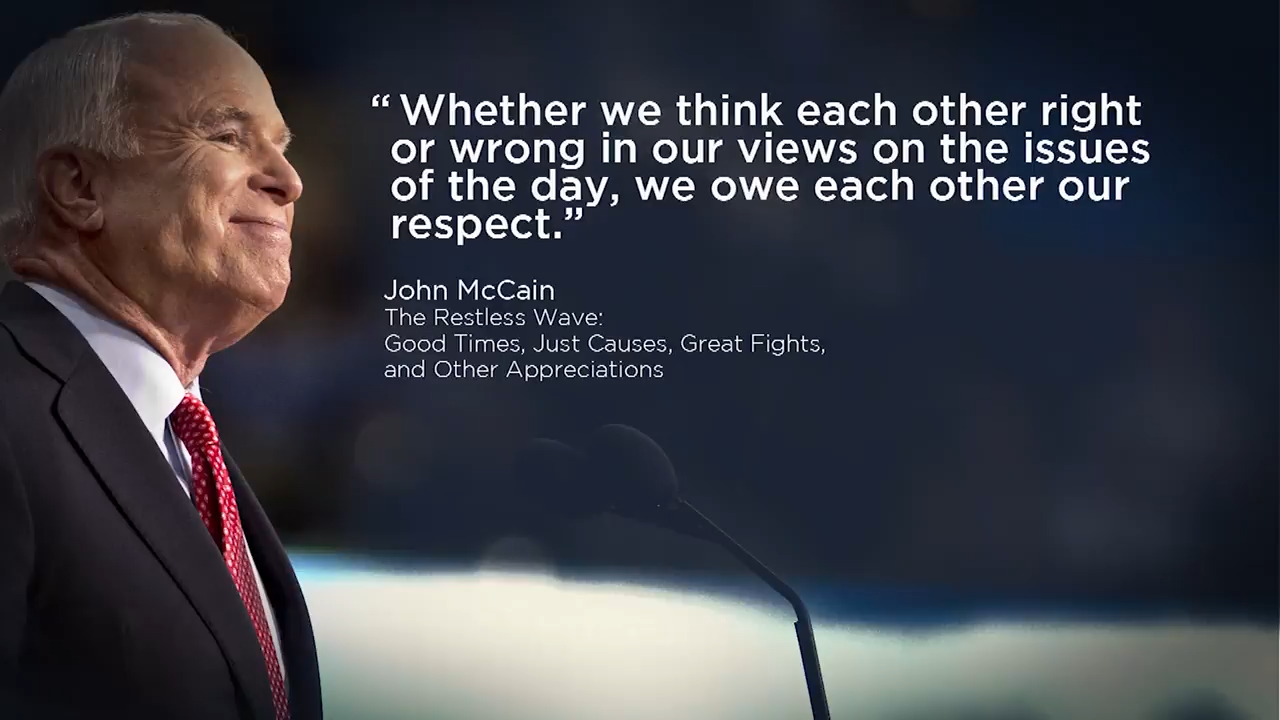 “ Whether we think each other right
or wrong in our views on the issues
of the day, we owe each other our
respect.”
John McCain
The Restless Wave:
Good Times, Just Causes, Great Fights,
and Other Appreciations